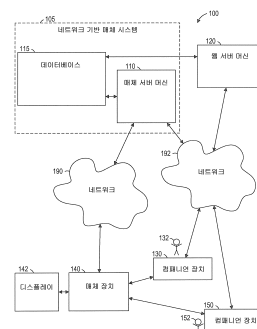 100
105
네트워크 기반 매체 시스템
115
데이터베이스
110
매체 서버 머신
120
웹 서버 머신
190
네트워크
192
네트워크
132
130
컴패니언 장치
142
디스플레이
140
매체 장치
150
컴패니언 장치
152